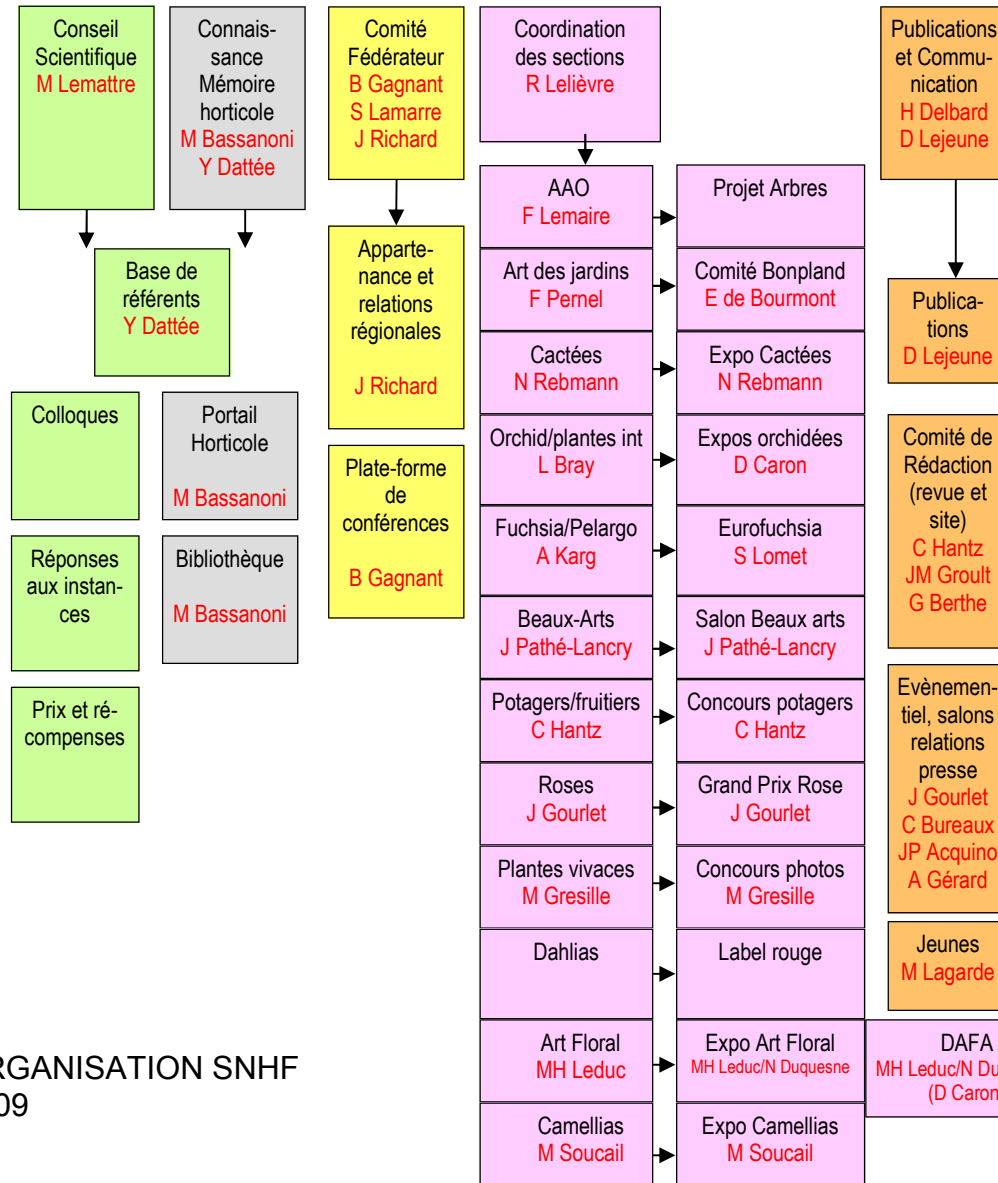 Conseil
Scientifique
M Lemattre
Connais-
sance
Mémoire
horticole
M Bassanoni
Y Dattée
Comité
Fédérateur
B Gagnant
S Lamarre
J Richard
Coordination
des sections
R Lelièvre
Publications
et Commu-
nication
H Delbard
D Lejeune
Base de
référents
Y Dattée
Colloques
Portail
Horticole
M Bassanoni
Réponses
aux instan-
ces
Bibliothèque
M Bassanoni
Prix et ré-
compenses
Apparte-
nance et
relations
régionales
J Richard
Plate-forme
de
conférences
B Gagnant
AAO
F Lemaire
Projet Arbres
Art des jardins
F Pernel
Comité Bonpland
E de Bourmont
Cactées
N Rebmann
Expo Cactées
N Rebmann
Orchid/plantes int
L Bray
Expos orchidées
D Caron
Fuchsia/Pelargo
A Karg
Eurofuchsia
S Lomet
Beaux-Arts
J Pathé-Lancry
Salon Beaux arts
J Pathé-Lancry
Potagers/fruitiers
C Hantz
Concours potagers
C Hantz
Roses
J Gourlet
Grand Prix Rose
J Gourlet
Plantes vivaces
M Gresille
Concours photos
M Gresille
Dahlias
Label rouge
Art Floral
MH Leduc
Expo Art Floral
MH Leduc/N Duquesne
DAFA
MH Leduc/N Du
(D Caron
Camellias
M Soucail
Expo Camellias
M Soucail
Publica-
tions
D Lejeune
Comité de
Rédaction
(revue et
site)
C Hantz
JM Groult
G Berthe
Evènemen-
tiel, salons
relations
presse
J Gourlet
C Bureaux
JP Acquino
A Gérard
Jeunes
M Lagarde
RGANISATION SNHF
09